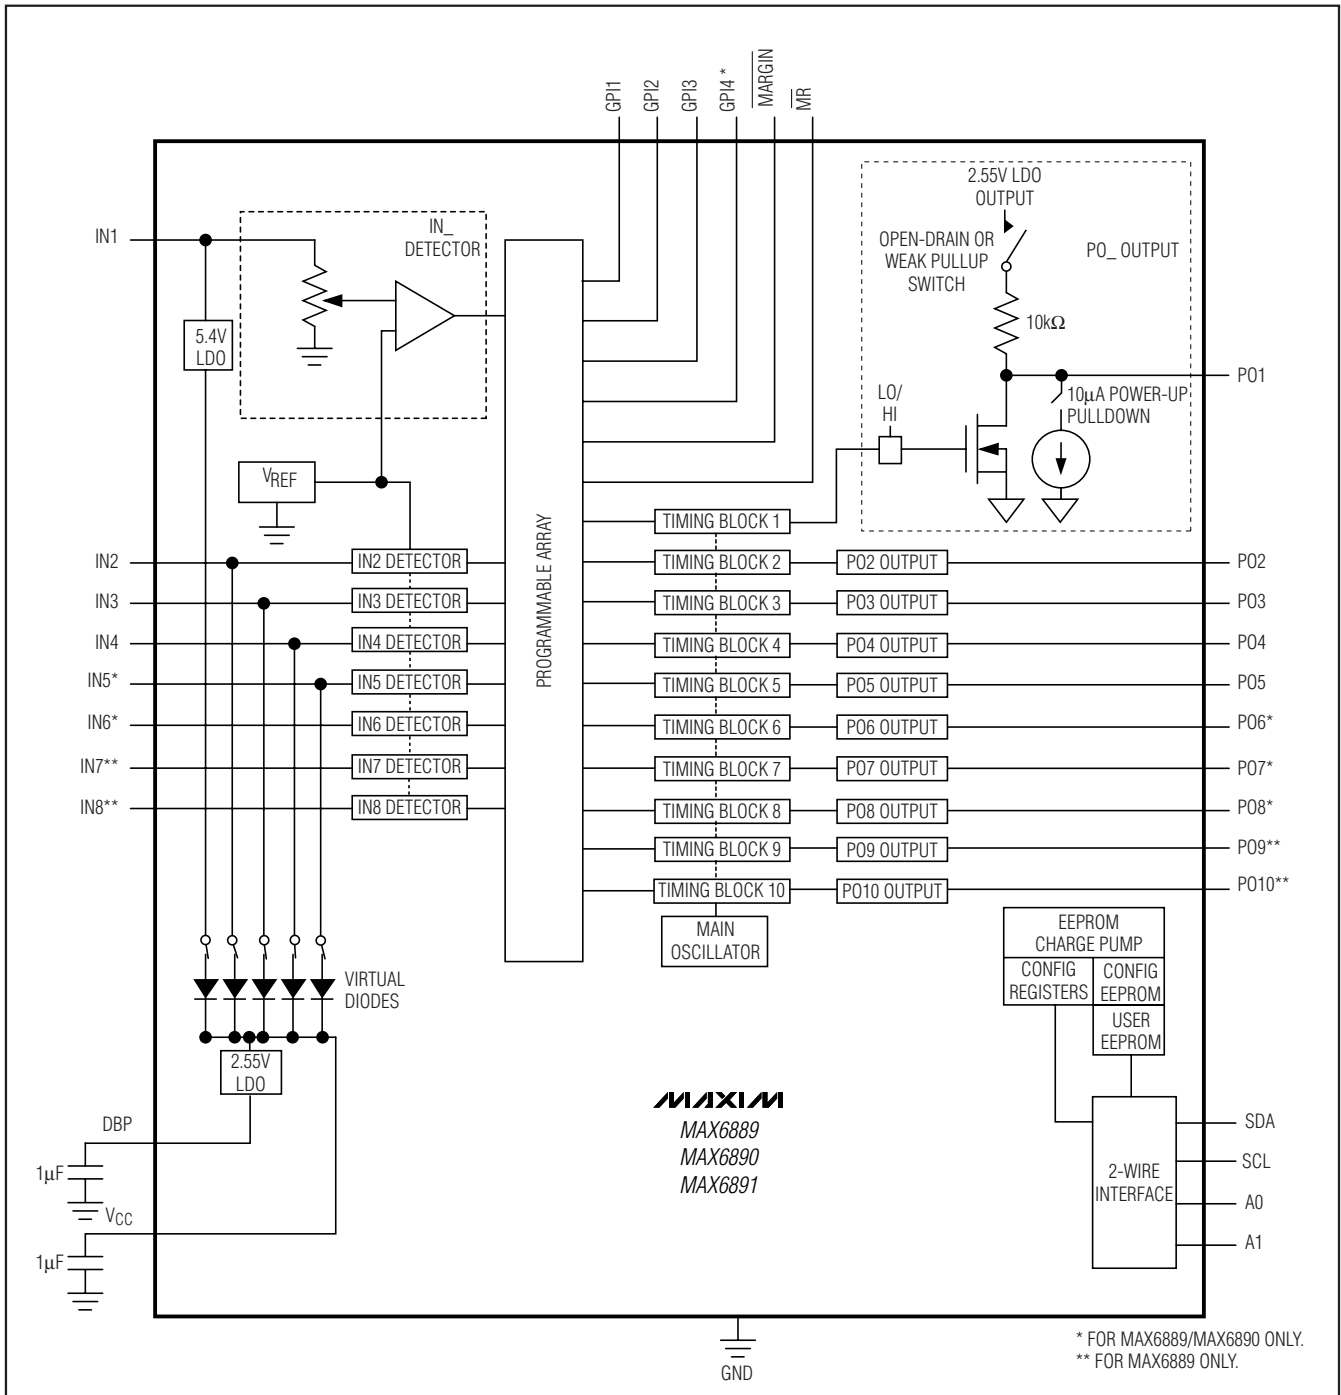 GPI1
GPI2
GPI3
GPI4 *
MARGIN
MR
IN1
IN_
DETECTOR
5.4V
LDO
VREF
2.55V LDO
OUTPUT
OPEN-DRAIN OR
WEAK PULLUP
SWITCH
PO_ OUTPUT
10kΩ
LO/
HI
10μA POWER-UP
PULLDOWN
PO1
PROGRAMMABLE ARRAY
TIMING BLOCK 1
IN2
IN2 DETECTOR
TIMING BLOCK 2
PO2 OUTPUT
PO2
IN3
IN3 DETECTOR
TIMING BLOCK 3
PO3 OUTPUT
PO3
IN4
IN4 DETECTOR
TIMING BLOCK 4
PO4 OUTPUT
PO4
IN5*
IN5 DETECTOR
TIMING BLOCK 5
PO5 OUTPUT
PO5
IN6*
IN6 DETECTOR
TIMING BLOCK 6
PO6 OUTPUT
PO6*
IN7**
IN7 DETECTOR
TIMING BLOCK 7
PO7 OUTPUT
PO7*
IN8**
IN8 DETECTOR
TIMING BLOCK 8
PO8 OUTPUT
PO8*
TIMING BLOCK 9
PO9 OUTPUT
PO9**
TIMING BLOCK 10
PO10 OUTPUT
PO10**
MAIN
OSCILLATOR
VIRTUAL
DIODES
2.55V
LDO
EEPROM
CHARGE PUMP
CONFIG
REGISTERS
CONFIG
EEPROM
USER
EEPROM
DBP
1μF
VCC
1μF
MAXIM
MAX6889
MAX6890
MAX6891
2-WIRE
INTERFACE
SDA
SCL
A0
A1
GND
* FOR MAX6889/MAX6890 ONLY.
** FOR MAX6889 ONLY.